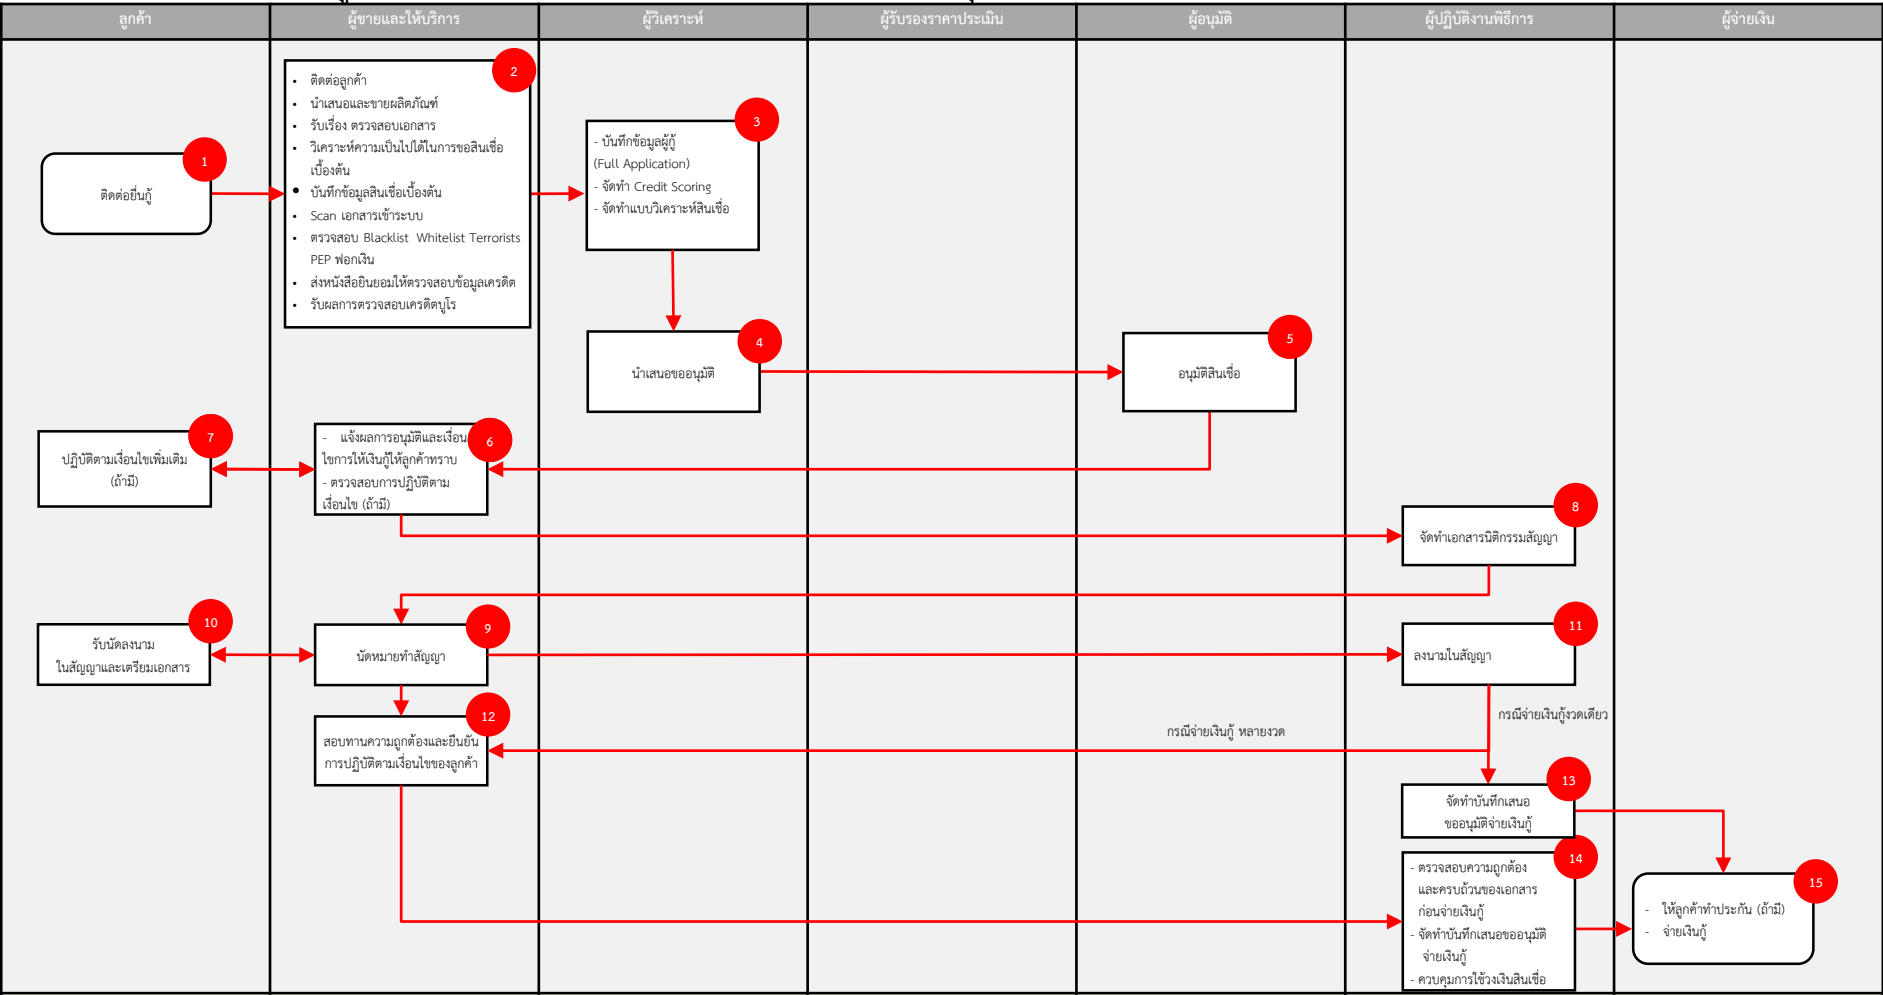 ลูกค้า
ผู้ขายและให้บริการ
ผู้วิเคราะห์
ผู้รับรองราคาประเมิน
ผู้อนุมัติ
ผู้ปฏิบัติงานพิธีการ
ผู้จ่ายเงิน
1
ติดต่อยื่นกู้
2
• ติดต่อลูกค้า
• นำเสนอและขายผลิตภัณฑ์
• รับเรื่อง ตรวจสอบเอกสาร
• วิเคราะห์ความเป็นไปได้ในการขอสินเชื่อ
เบื้องต้น
• บันทึกข้อมูลสินเชื่อเบื้องต้น
• Scan เอกสารเข้าระบบ
• ตรวจสอบ Blacklist Whitelist Terrorists
PEP ฟอกเงิน
• ส่งหนังสือยินยอมให้ตรวจสอบข้อมูลเครดิต
• รับผลการตรวจสอบเครดิตบูโร
3
- บันทึกข้อมูลผู้กู้
(Full Application)
- จัดทำ Credit Scoring
- จัดทำแบบวิเคราะห์สินเชื่อ
4
นำเสนอขออนุมัติ
5
อนุมัติสินเชื่อ
6
- แจ้งผลการอนุมัติและเงื่อน
ไขการให้เงินกู้ให้ลูกค้าทราบ
- ตรวจสอบการปฏิบัติตาม
เงื่อนไข (ถ้ามี)
7
ปฏิบัติตามเงื่อนไขเพิ่มเติม
(ถ้ามี)
8
จัดทำเอกสารนิติกรรมสัญญา
9
นัดหมายทำสัญญา
10
รับนัดลงนาม
ในสัญญาและเตรียมเอกสาร
11
ลงนามในสัญญา
กรณีจ่ายเงินกู้งวดเดียว
กรณีจ่ายเงินกู้ หลายงวด
12
สอบทานความถูกต้องและยืนยัน
การปฏิบัติตามเงื่อนไขของลูกค้า
13
จัดทำบันทึกเสนอ
ขออนุมัติจ่ายเงินกู้
14
- ตรวจสอบความถูกต้อง
และครบถ้วนของเอกสาร
ก่อนจ่ายเงินกู้
- จัดทำบันทึกเสนอขออนุมัติ
จ่ายเงินกู้
- ควบคุมการใช้วงเงินสินเชื่อ
15
- ให้ลูกค้าทำประกัน (ถ้ามี)
- จ่ายเงินกู้